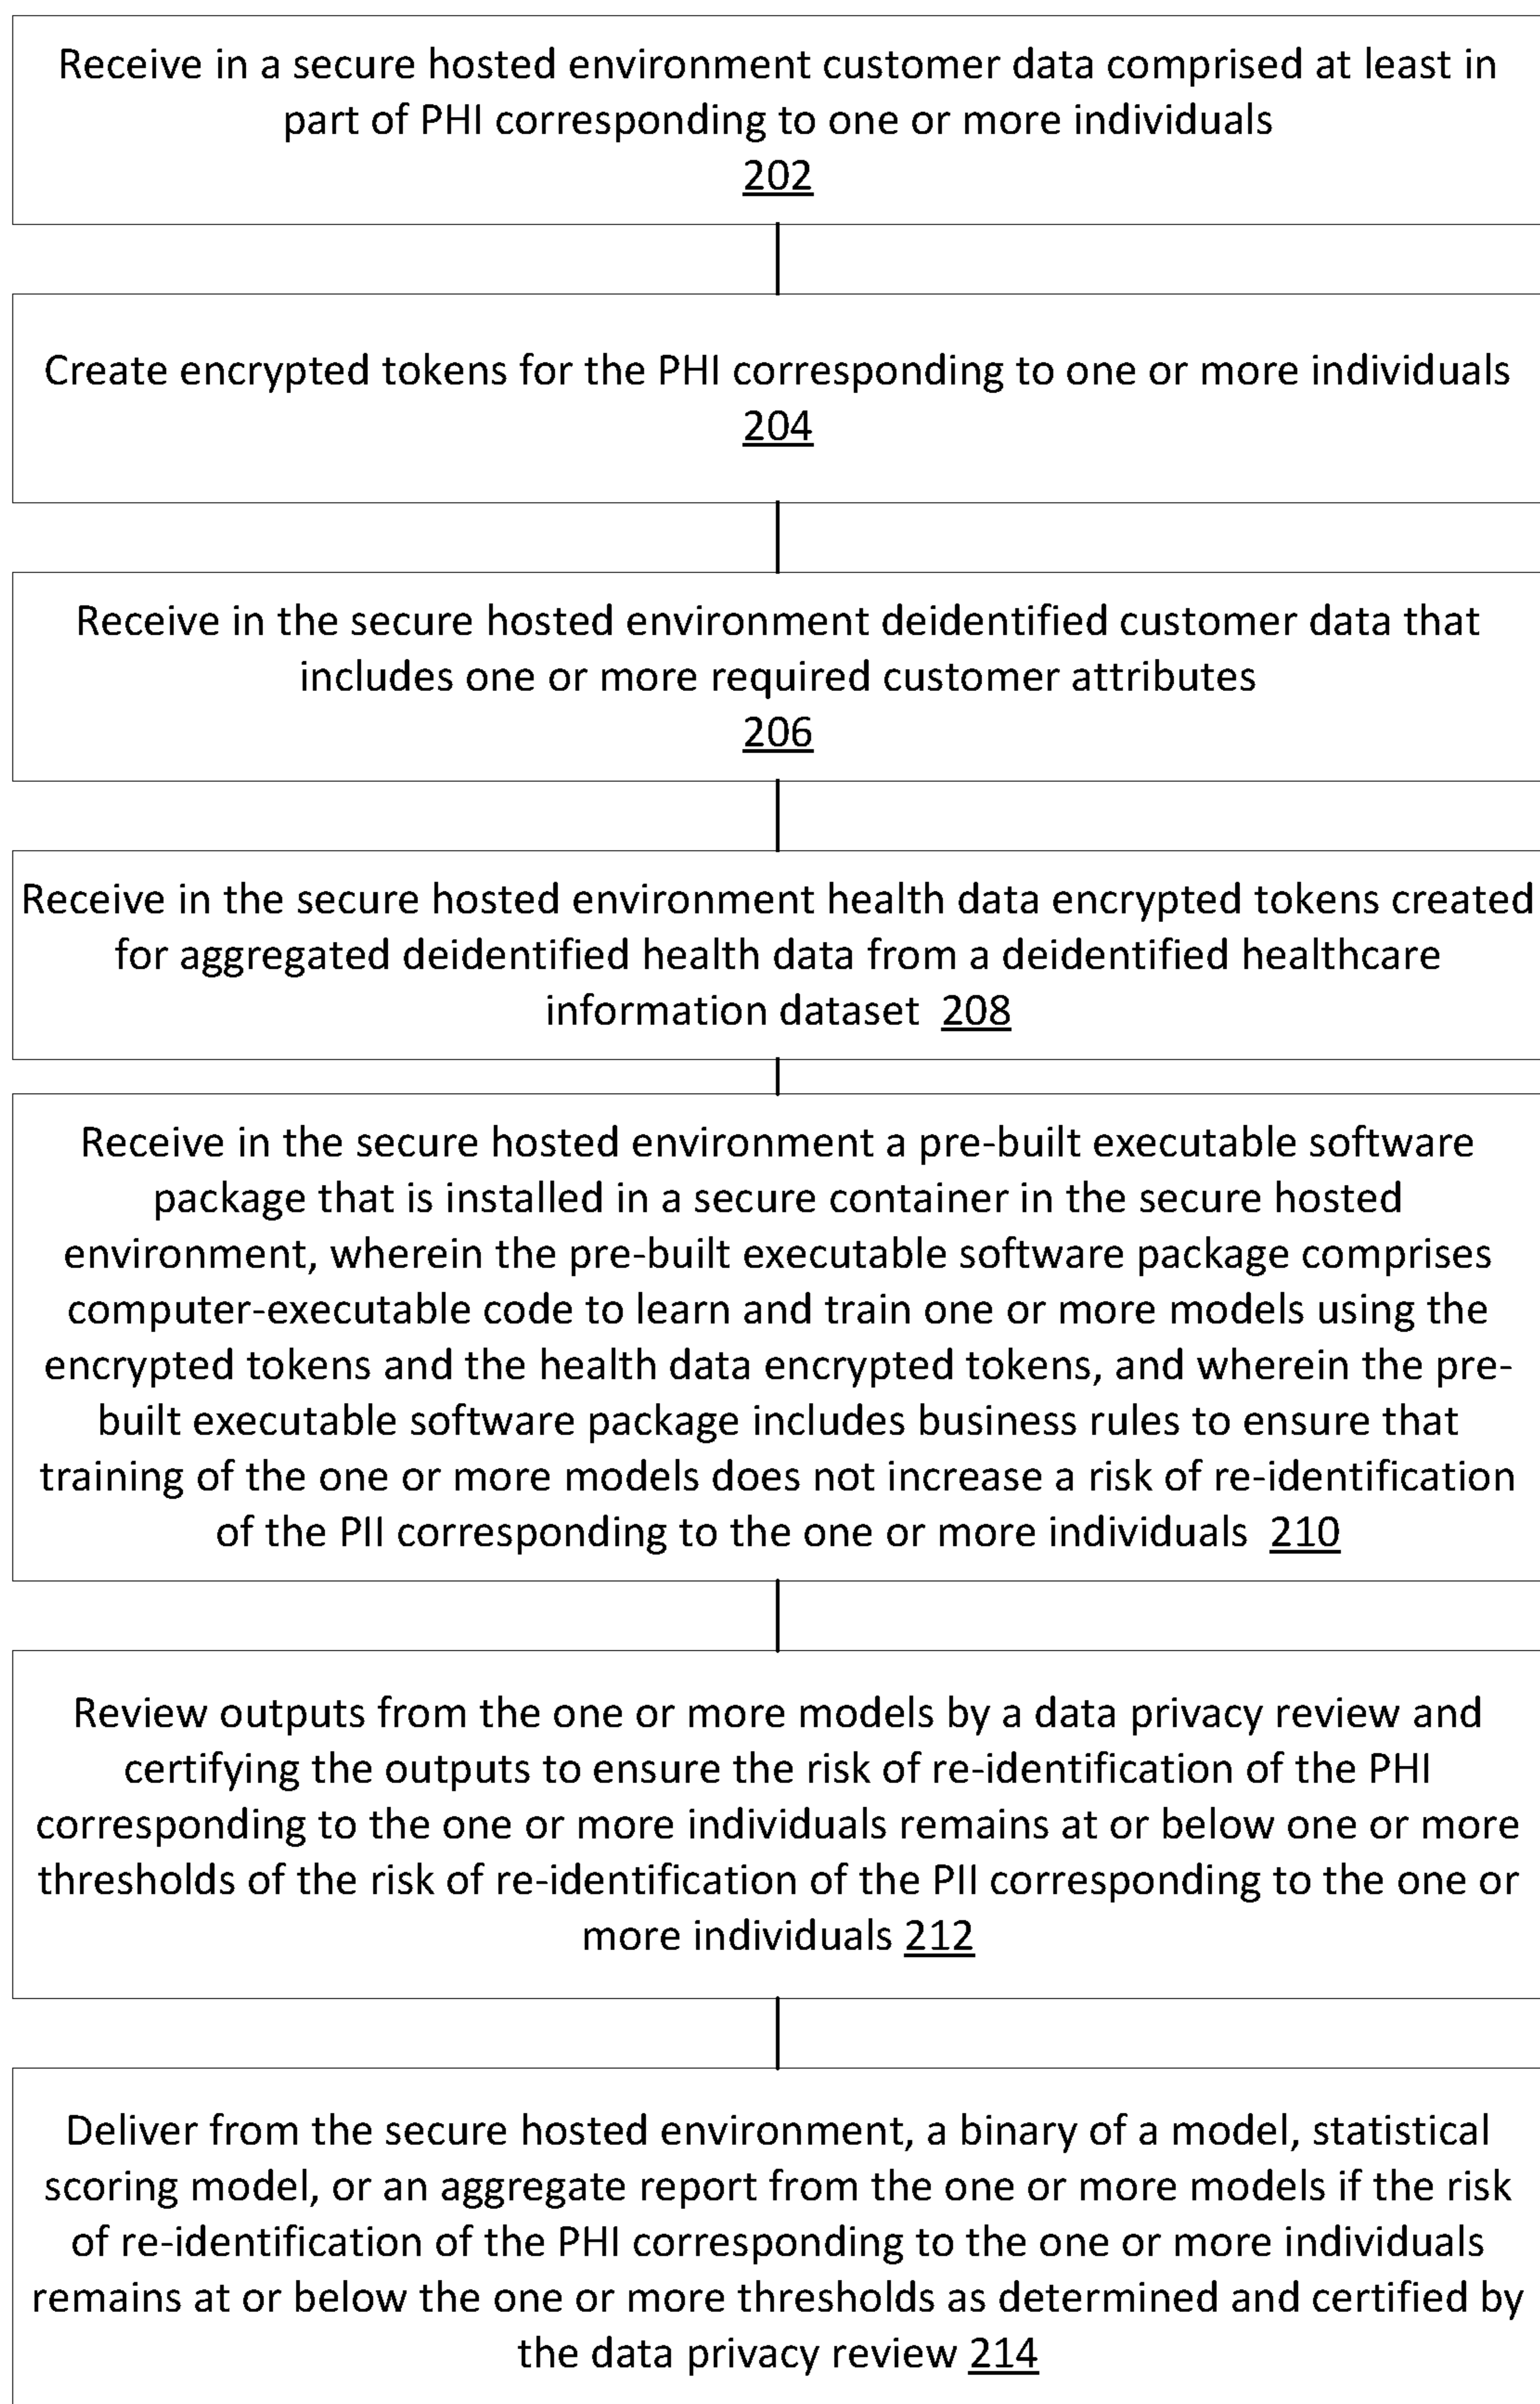 Receive in a secure hosted environment customer data comprised at least in
part of PHI corresponding to one or more individuals
202
Create encrypted tokens for the PHI corresponding to one or more individuals
204
Receive in the secure hosted environment deidentified customer data that
includes one or more required customer attributes
206
Receive in the secure hosted environment health data encrypted tokens created
for aggregated deidentified health data from a deidentified healthcare
information dataset 208
Receive in the secure hosted environment a pre-built executable software
package that is installed in a secure container in the secure hosted
environment, wherein the pre-built executable software package comprises
computer-executable code to learn and train one or more models using the
encrypted tokens and the health data encrypted tokens, and wherein the pre-
built executable software package includes business rules to ensure that
training of the one or more models does not increase a risk of re-identification
of the PII corresponding to the one or more individuals 210
Review outputs from the one or more models by a data privacy review and
certifying the outputs to ensure the risk of re-identification of the PHI
corresponding to the one or more individuals remains at or below one or more
thresholds of the risk of re-identification of the PII corresponding to the one or
more individuals 212
Deliver from the secure hosted environment, a binary of a model, statistical
scoring model, or an aggregate report from the one or more models if the risk
of re-identification of the PHI corresponding to the one or more individuals
remains at or below the one or more thresholds as determined and certified by
the data privacy review 214